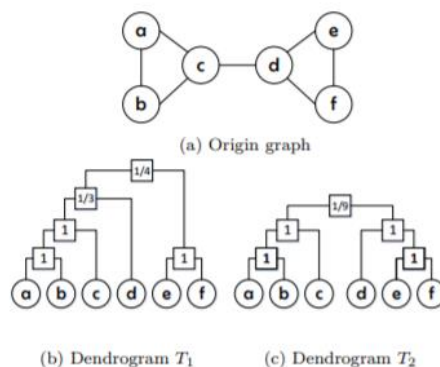 a e
c d
b f
(a) Origin graph
1/4
1/3
1 1/9
1 1
1 1 1 1
a b c d e f a b c d e f
(b) Dendrogram T1 (c) Dendrogram T2